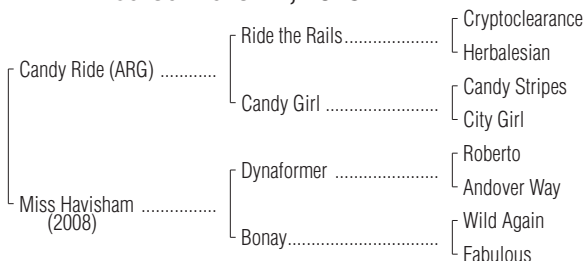 Cryptoclearance
Ride the Rails
Herbalesian
Candy Ride (ARG)
Candy Stripes
Candy Girl
City Girl
Roberto
Dynaformer
Andover Way
Miss Havisham
(2008)
Wild Again
Bonay
Fabulous